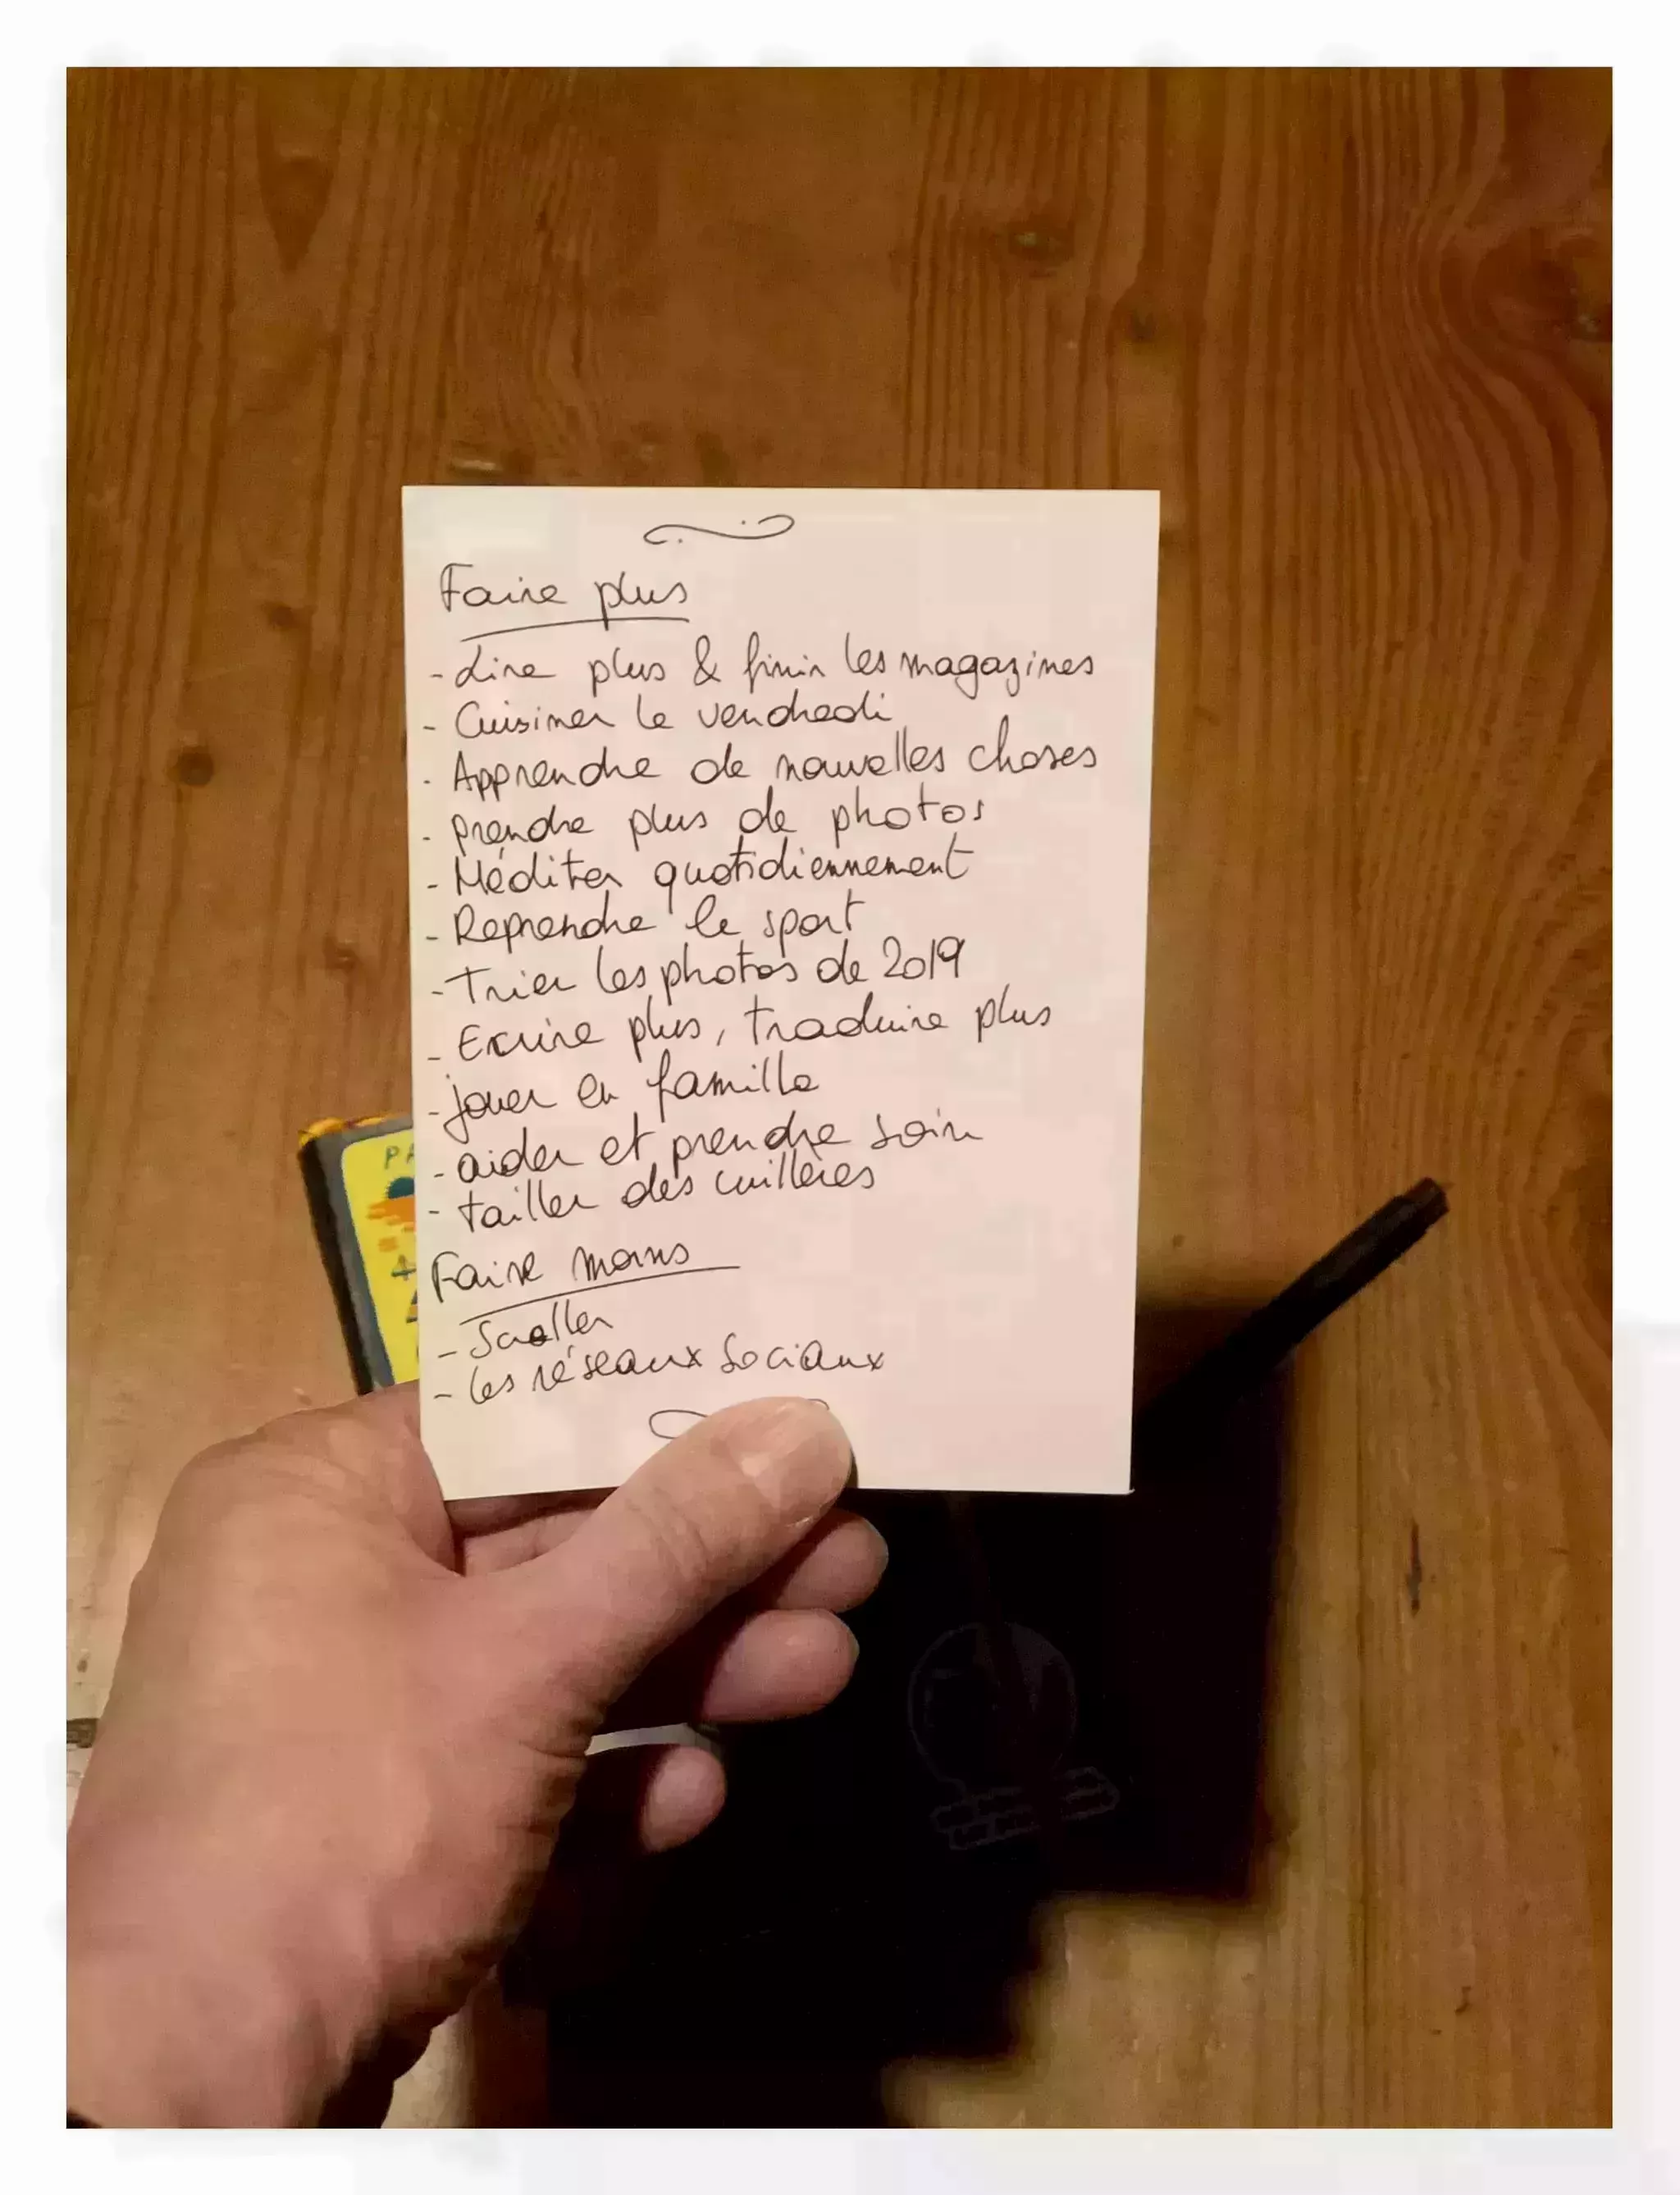 Faire plus
- Lire plus & finir les magazines
- Cuisiner le vendredi
- Apprendre de nouvelles choses
- prendre plus de photos
- Méditer quotidiennement
- Reprendre le sport
- Trier les photos de 2019
- Ecrire plus, traduire plus
- jouer en famille
- aider et prendre soin
- tailler des cuillères
Faire moins
- Scroller
- les réseaux sociaux